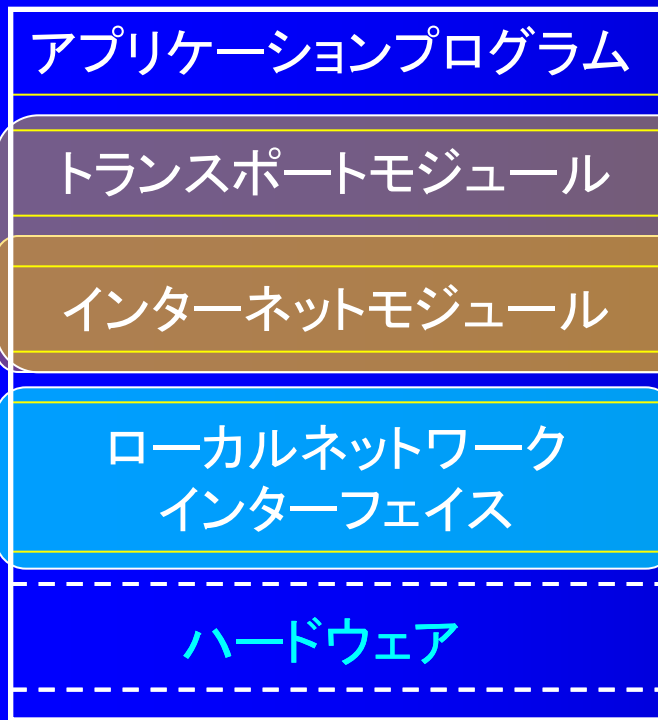 アプリケーションプログラム
トランスポートモジュール
インターネットモジュール
ローカルネットワーク
インターフェイス
ハードウェア